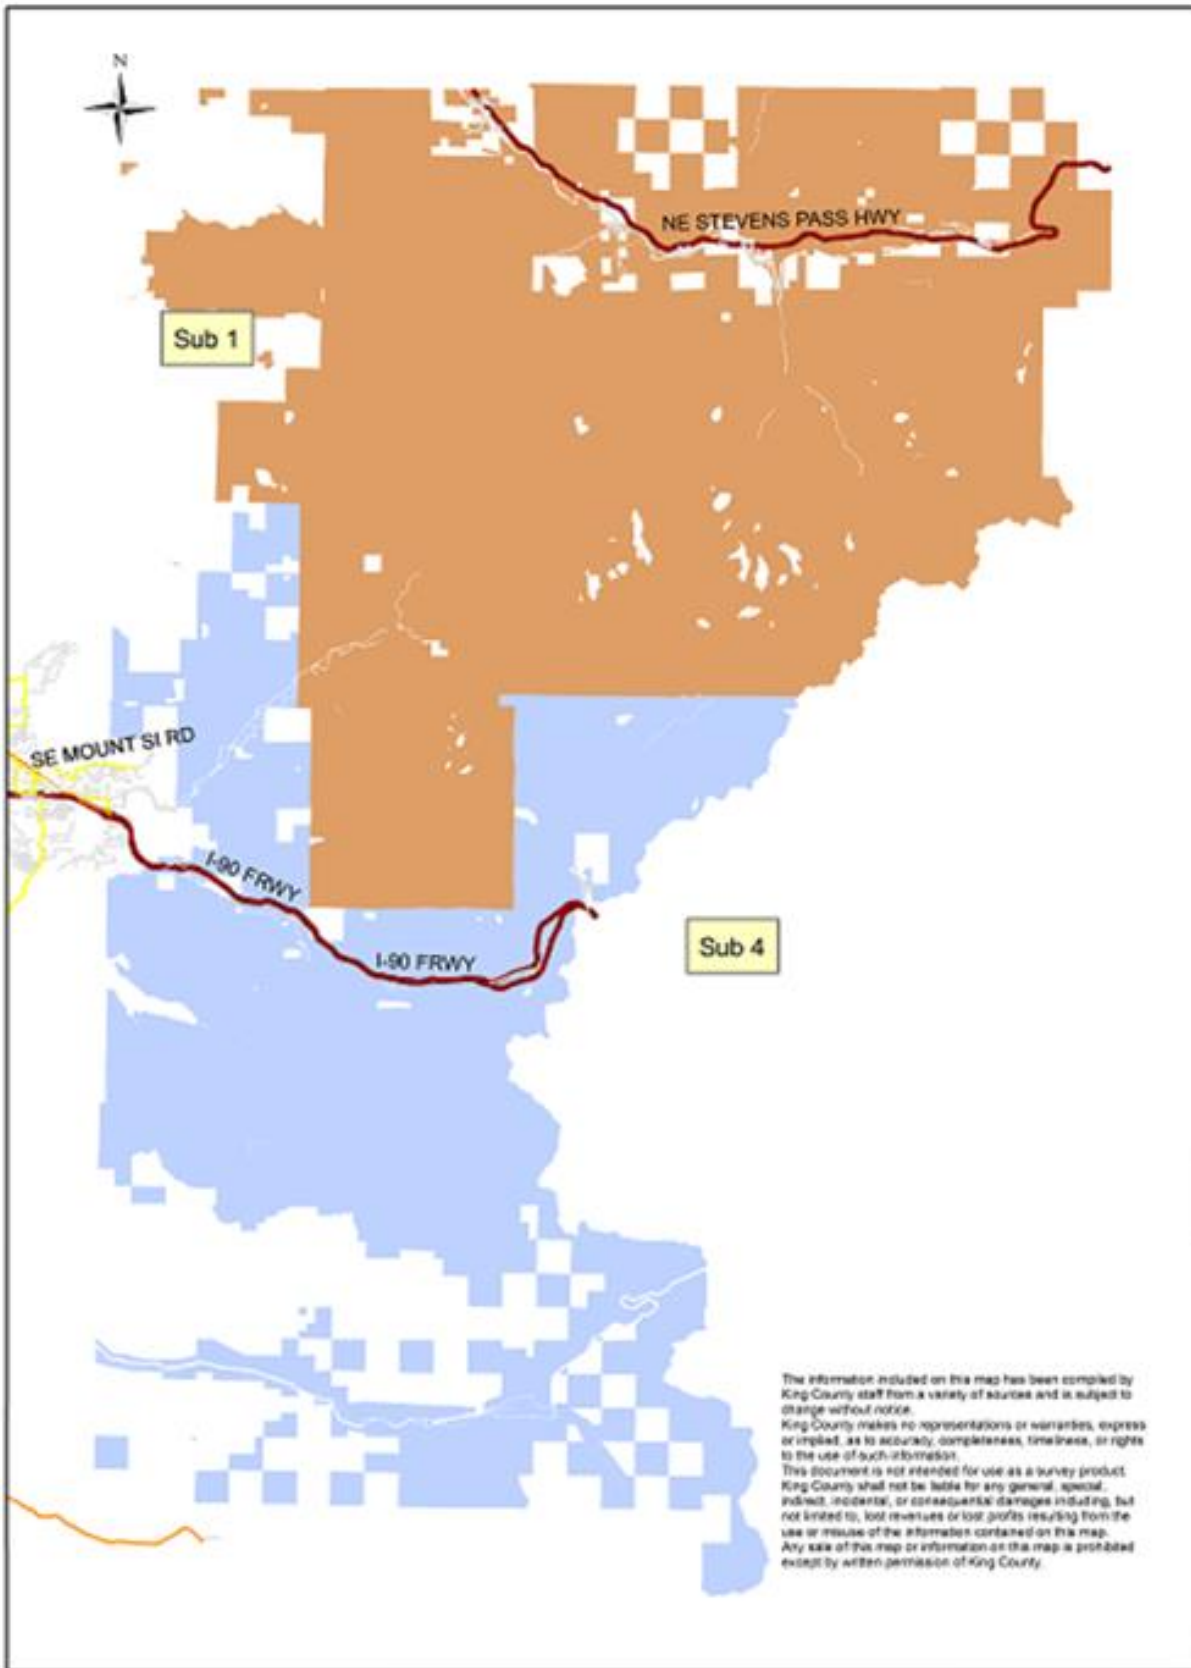 N
NE STEVENS PASS HWY
Sub 1
SE MOUNT SI RD
I-90 FRWY
I-90 FRWY
Sub 4
The information included on this map has been compiled by
King County staff from a variety of sources and is subject to
change without notice.
King County makes no representations or warranties, express
or implied, as to accuracy, completeness, timeliness, or rights
to the use of such information.
This document is not intended for use as a survey product.
King County shall not be liable for any general, special,
indirect, incidental, or consequential damages including, but
not limited to, lost revenues or lost profits resulting from the
use or misuse of the information contained on this map.
Any sale of this map or information on this map is prohibited
except by written permission of King County.